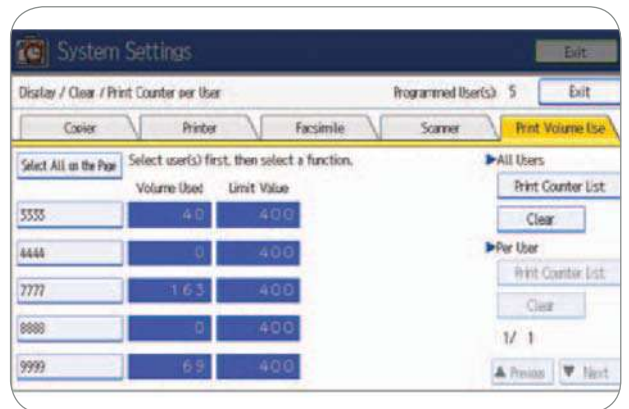 System Settings
Exit
Display / Clear / Print Counter per User
Programmed User(s) 5
Exit
Copier
Printer
Facsimile
Scanner
Print Volume Use
Select All on the Page
Select user(s) first, then select a function.
Volume Used
Limit Value
3333 40 400
4444 0 400
7777 163 400
8888 0 400
9999 69 400
▶All Users
Print Counter List
Clear
▶Per User
Print Counter List
Clear
1/ 1
▲ Previous
▼ Next